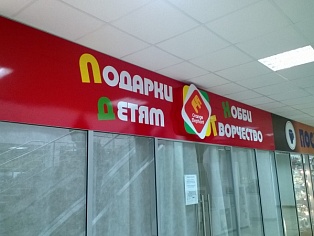 Подарки
Детям
Orange Elephant
Хобби
Творчество